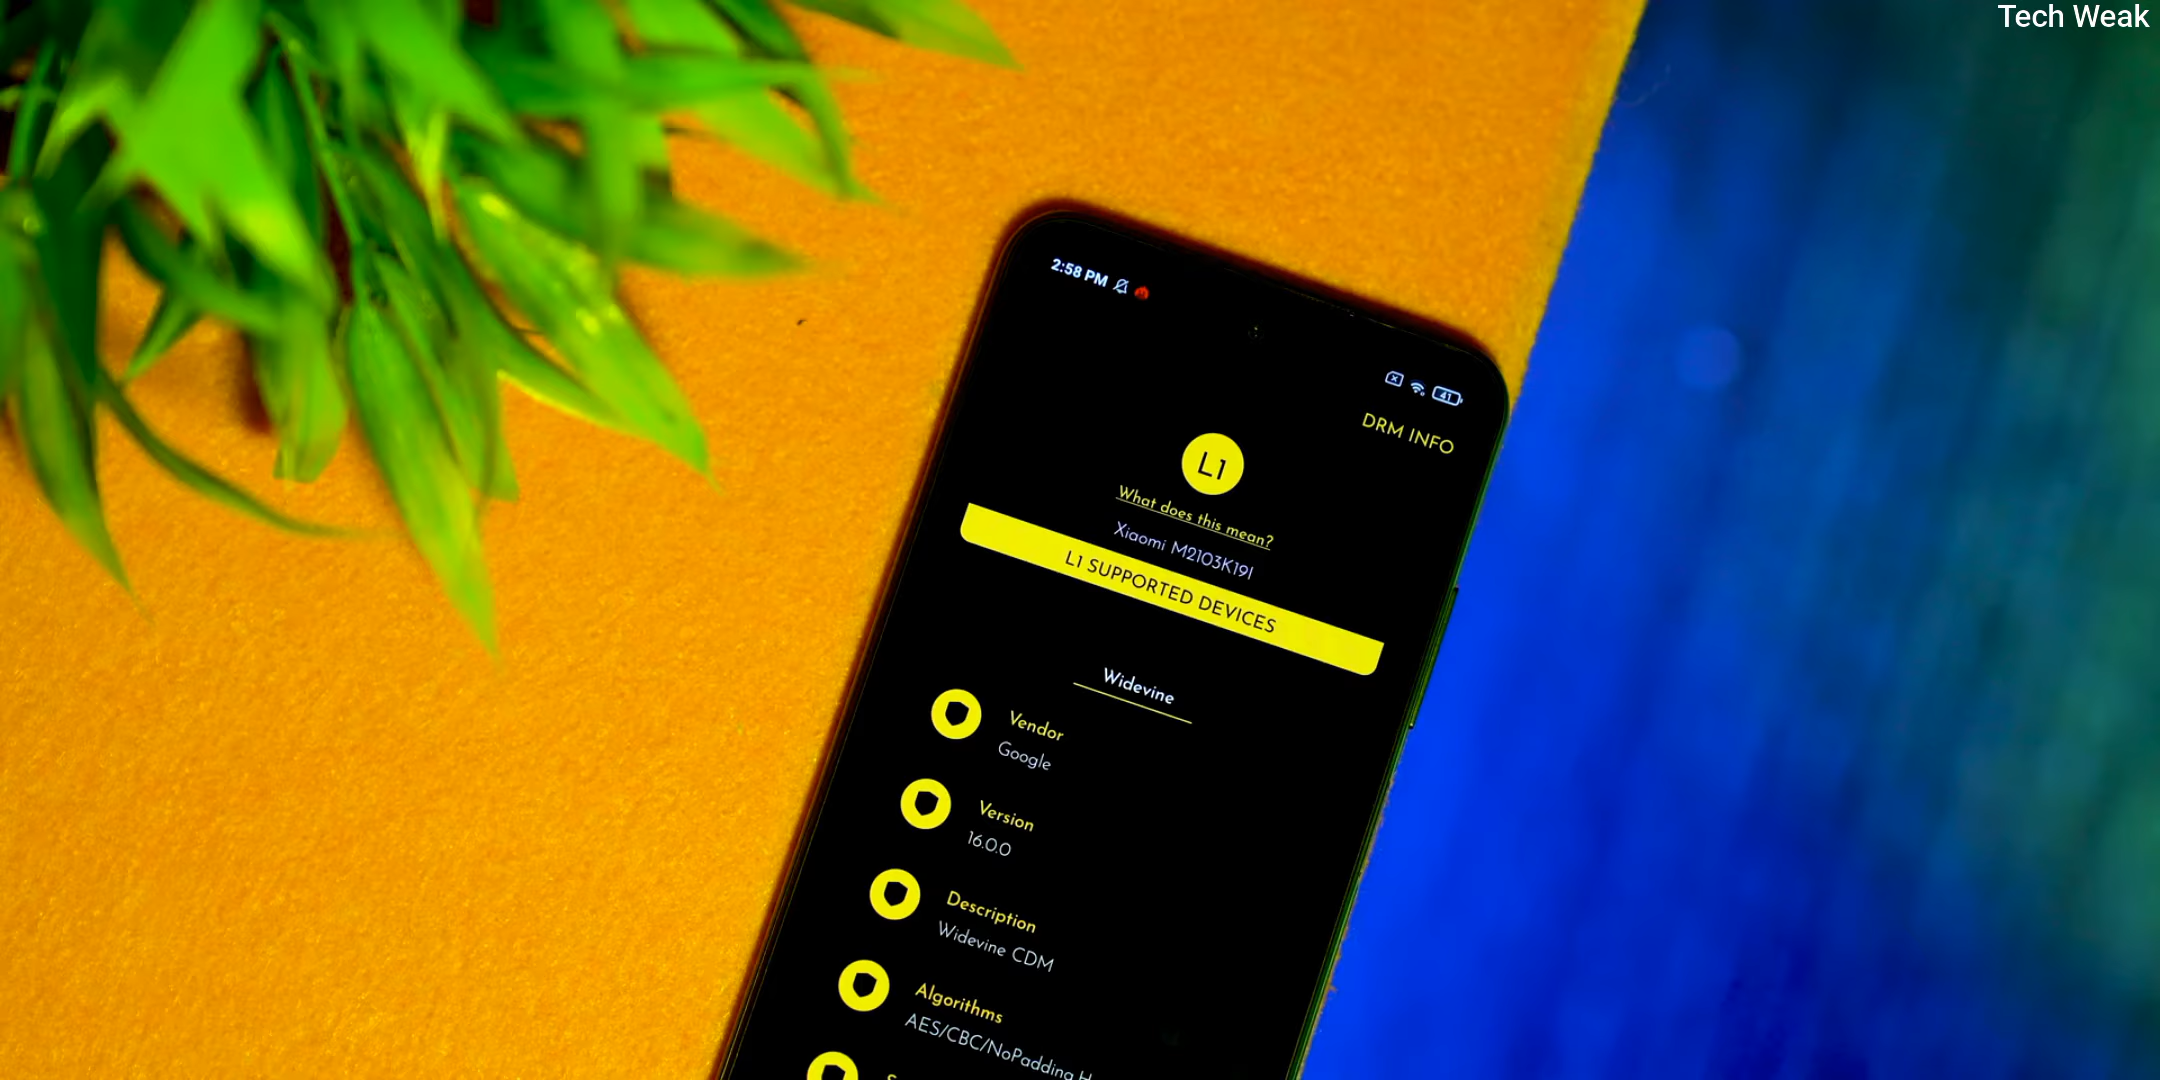 Tech Weak
2:58 PM
41
DRM INFO
L1
What does this mean?
Xiaomi M2103K19I
L1 SUPPORTED DEVICES
Widevine
Vendor
Google
Version
16.0.0
Description
Widevine CDM
Algorithms
AES/CBC/NoPadding